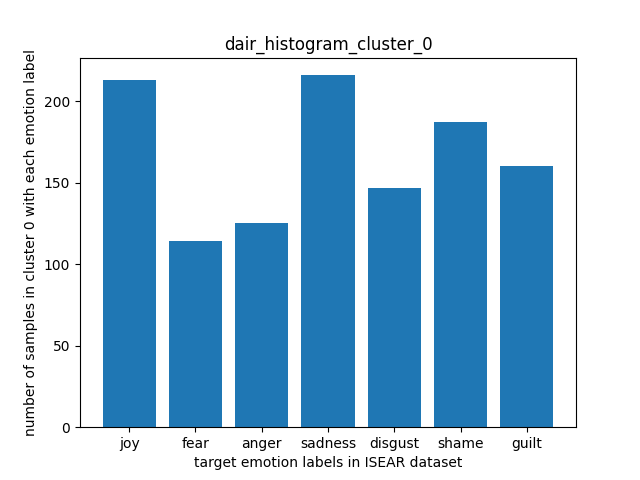 dair_histogram_cluster_0
number of samples in cluster 0 with each emotion label
200
150
100
50
0
joy fear anger sadness disgust shame guilt
target emotion labels in ISEAR dataset